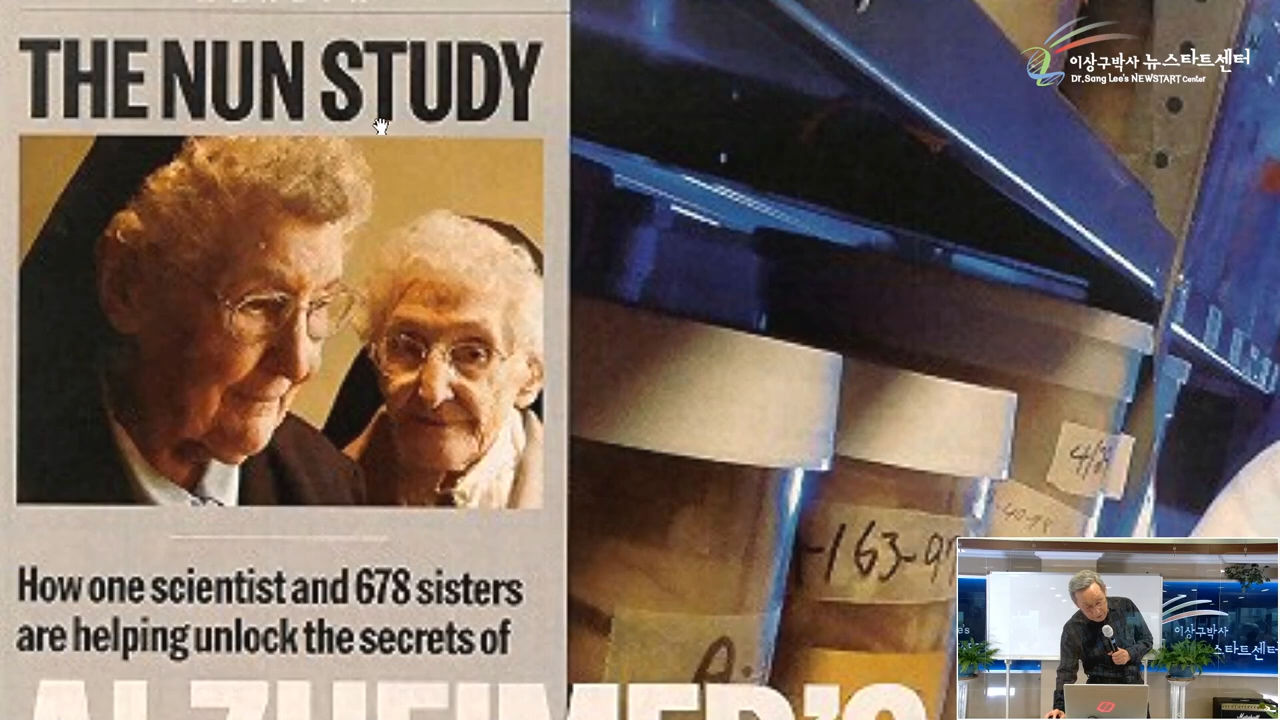 THE NUN STUDY
How one scientist and 678 sisters
are helping unlock the secrets of
ALZHEIMER'S
이상구박사 뉴스타트센터
Dr. Sang Lee's NEWSTART Center
-163-9
A:
이상구박사
스타트센터
Marshall